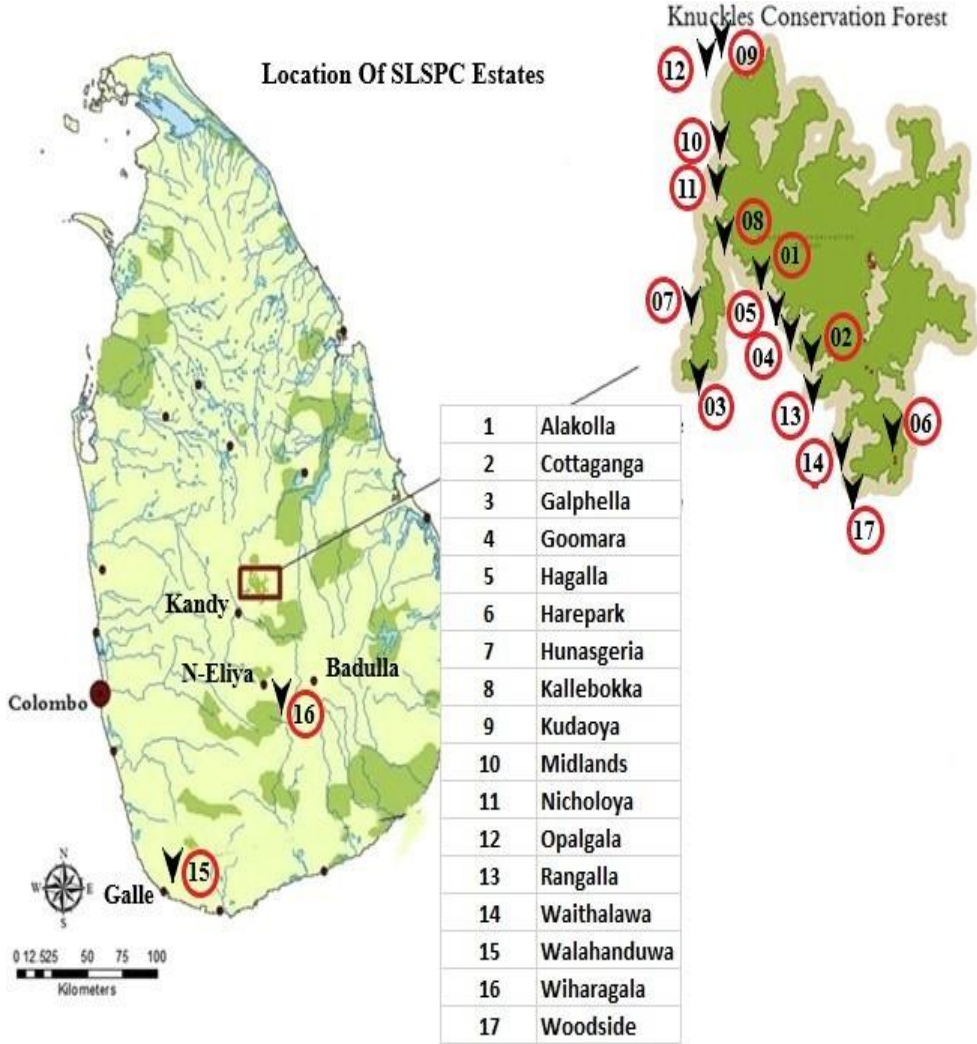 Knuckles Conservation Forest
Location Of SLSPC Estates
09
12
10
11
08
01
07
05
02
04
03
13
06
14
17
1 Alakolla
2 Cottaganga
3 Galphella
4 Goomara
5 Hagalla
6 Harepark
7 Hunasgeria
8 Kallebokka
9 Kudaoya
10 Midlands
11 Nicholoya
12 Opalgala
13 Rangalla
14 Waithalawa
15 Walahanduwa
16 Wiharagala
17 Woodside
Kandy
N-Eliya
Badulla
Colombo
16
15
Galle
N
W E
S
0 12.525 50 75 100
Kilometers